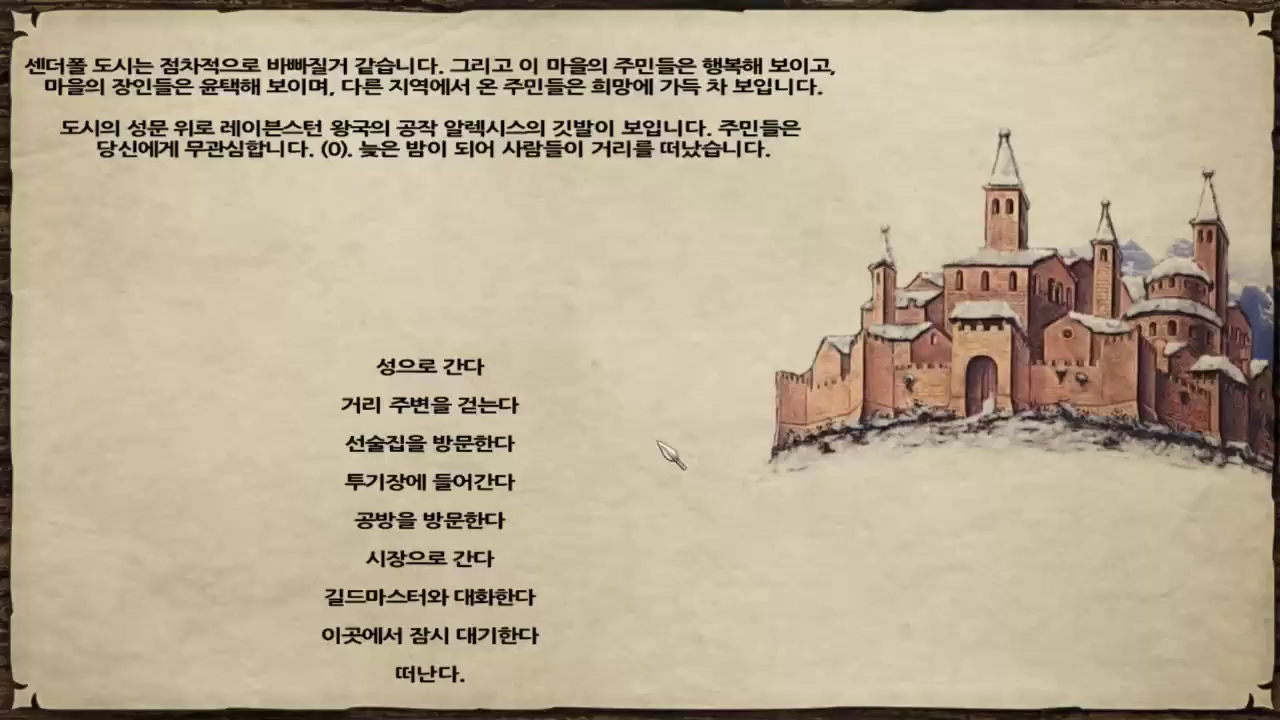 센더폴 도시는 점차적으로 바빠질거 같습니다. 그리고 이 마을의 주민들은 행복해 보이고,
마을의 장인들은 윤택해 보이며, 다른 지역에서 온 주민들은 희망에 가득 차 보입니다.
도시의 성문 위로 레이븐스턴 왕국의 공작 알렉시스의 깃발이 보입니다. 주민들은
당신에게 무관심합니다. (0). 늦은 밤이 되어 사람들이 거리를 떠났습니다.
성으로 간다
거리 주변을 걷는다
선술집을 방문한다
투기장에 들어간다
공방을 방문한다
시장으로 간다
길드마스터와 대화한다
이곳에서 잠시 대기한다
떠난다.